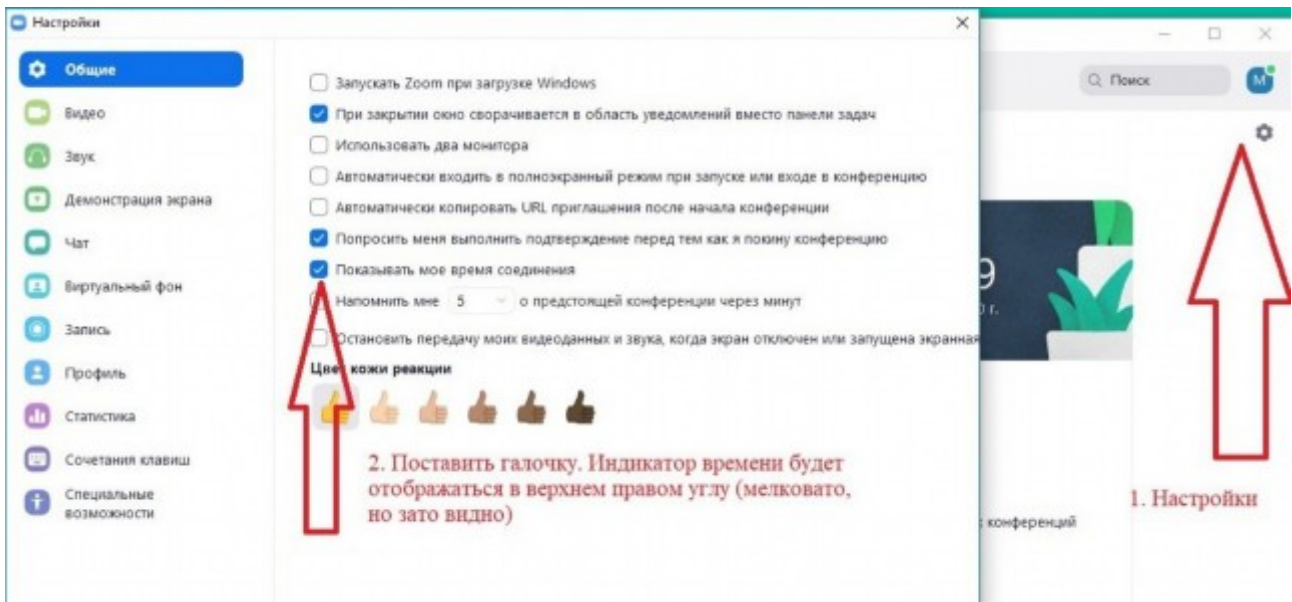 Настройки
Общие
Видео
Звук
Демонстрация экрана
Чат
Виртуальный фон
Запись
Профиль
Статистика
Сочетания клавиш
Специальные
возможности
Запускать Zoom при загрузке Windows
При закрытии окно сворачивается в область уведомлений вместо панели задач
Использовать два монитора
Автоматически входить в полноэкранный режим при запуске или входе в конференцию
Автоматически копировать URL приглашения после начала конференции
Попросить меня выполнить подтверждение перед тем как я покину конференцию
Показывать мое время соединения
Напомнить мне 5 о предстоящей конференции через минут
Остановить передачу моих видеоданных и звука, когда экран отключен или запущена экранная
Цвет кожи реакции
2. Поставить галочку. Индикатор времени будет
отображаться в верхнем правом углу (мелковато,
но зато видно)
Поиск
М
9
0 г.
1. Настройки
конференций